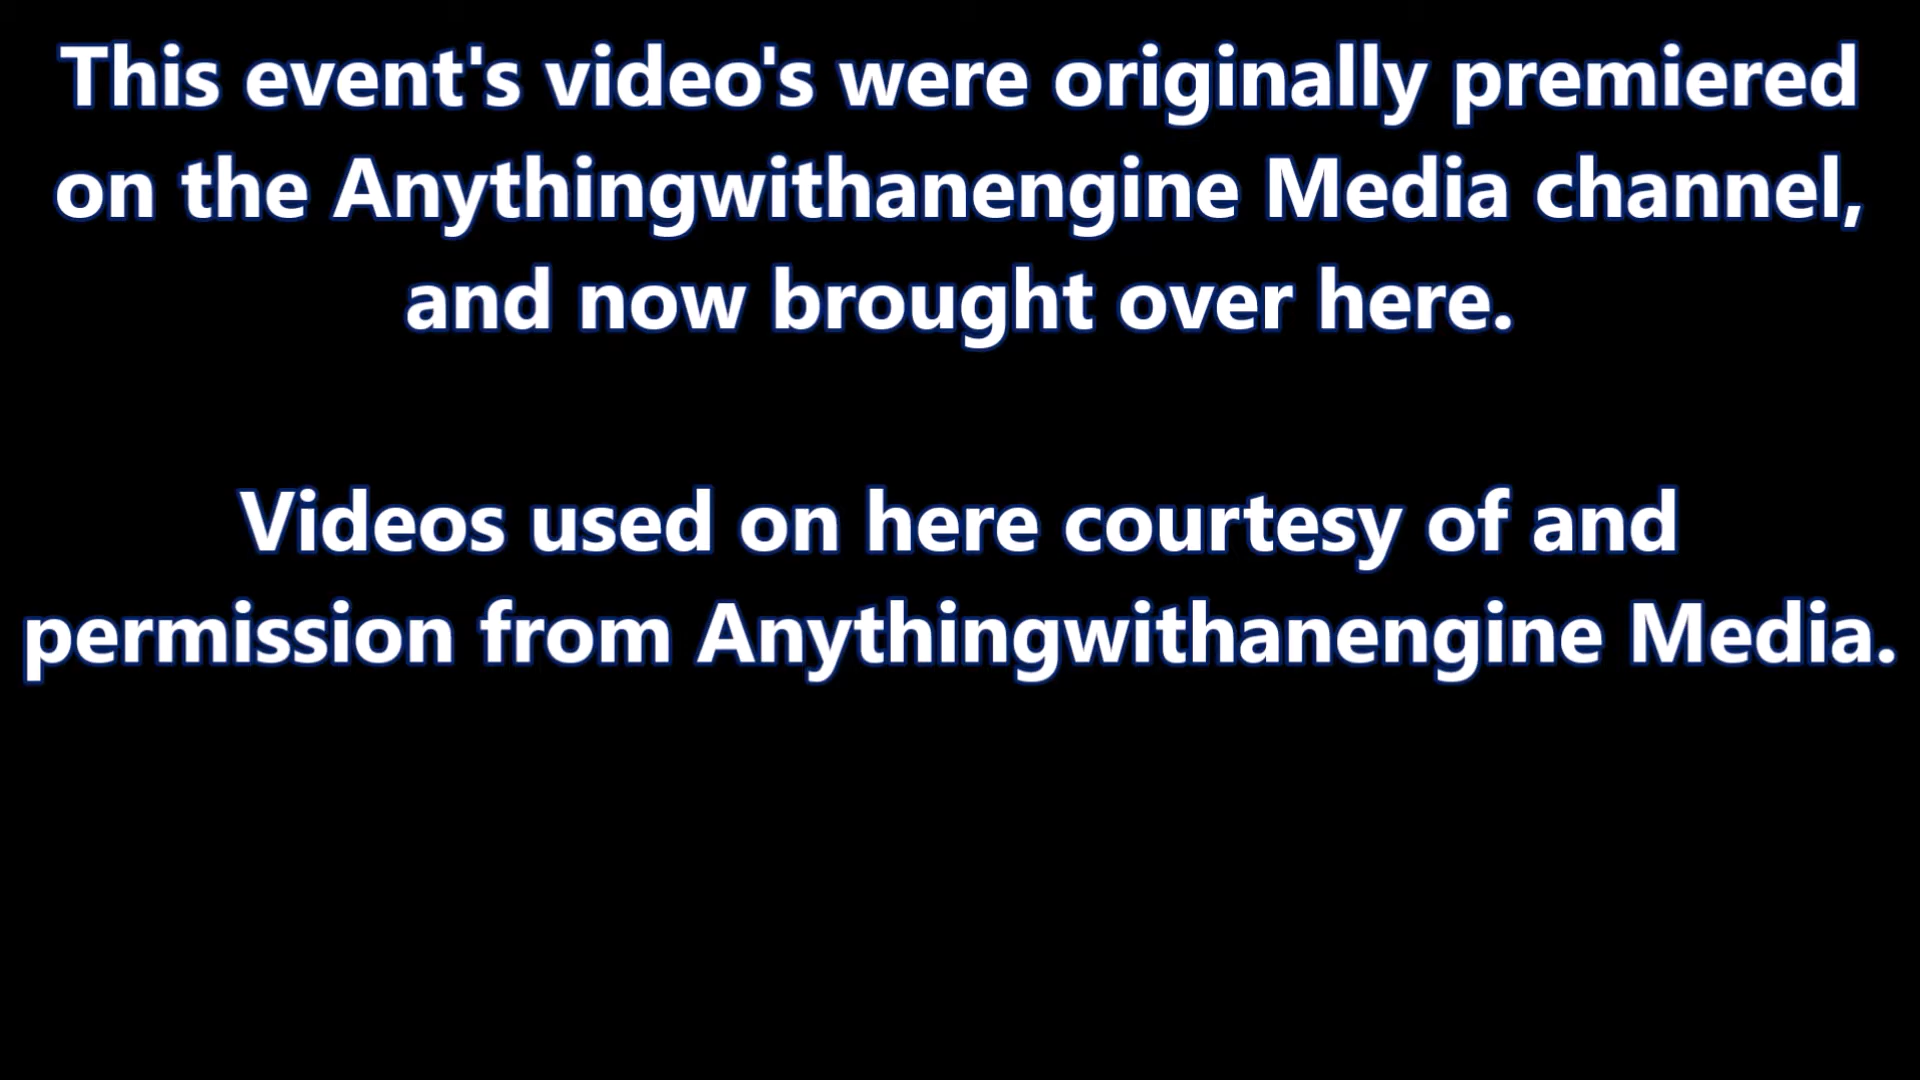 This event's video's were originally premiered
on the Anythingwithanengine Media channel,
and now brought over here.
Videos used on here courtesy of and
permission from Anythingwithanengine Media.